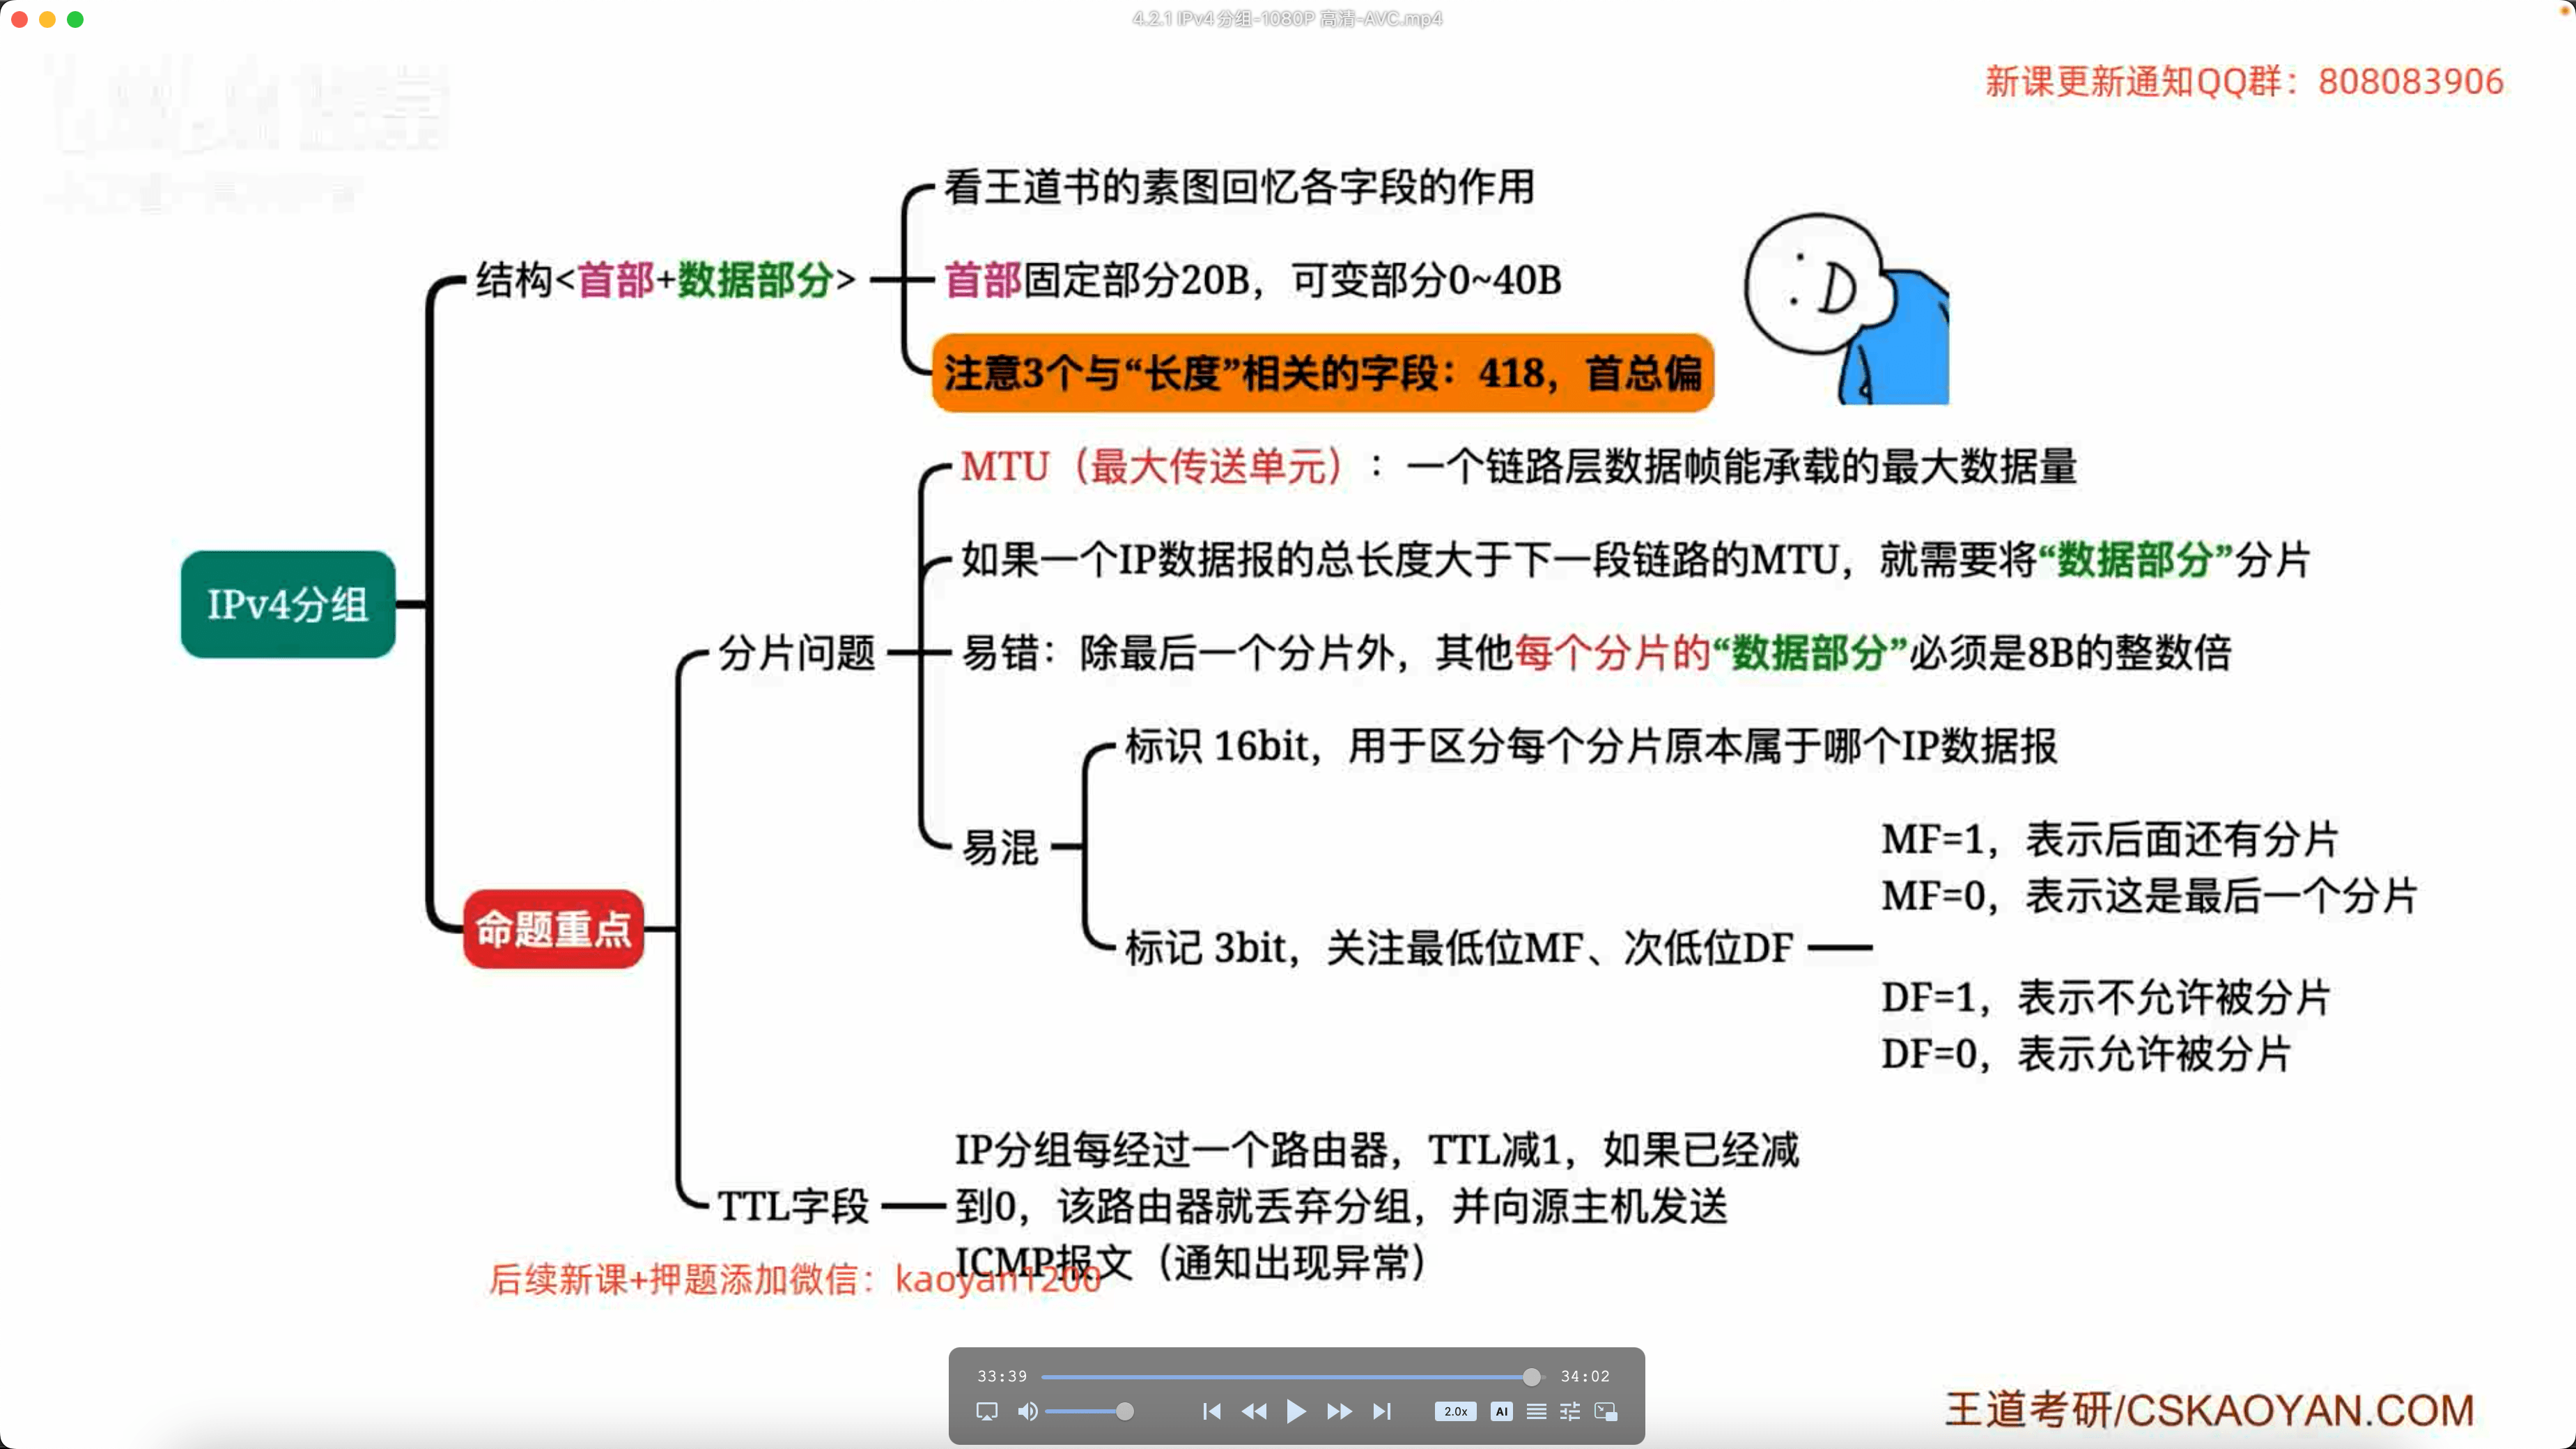 4.2.1 IPv4 分组-1080P 高清-AVC.mp4
新课更新通知QQ群：808083906
看王道书的素图回忆各字段的作用
结构<首部+数据部分>
首部固定部分20B，可变部分0~40B
注意3个与“长度”相关的字段：418，首总偏
MTU（最大传送单元）：一个链路层数据帧能承载的最大数据量
如果一个IP数据报的总长度大于下一段链路的MTU，就需要将“数据部分”分片
IPv4分组
分片问题
易错：除最后一个分片外，其他每个分片的“数据部分”必须是8B的整数倍
标识 16bit，用于区分每个分片原本属于哪个IP数据报
易混
MF=1，表示后面还有分片
MF=0，表示这是最后一个分片
命题重点
标记 3bit，关注最低位MF、次低位DF
DF=1，表示不允许被分片
DF=0，表示允许被分片
TTL字段
IP分组每经过一个路由器，TTL减1，如果已经减
到0，该路由器就丢弃分组，并向源主机发送
ICMP报文（通知出现异常）
后续新课+押题添加微信：kaoyan1200
33:39
34:02
2.0x
AI
王道考研/CSKAOYAN.COM